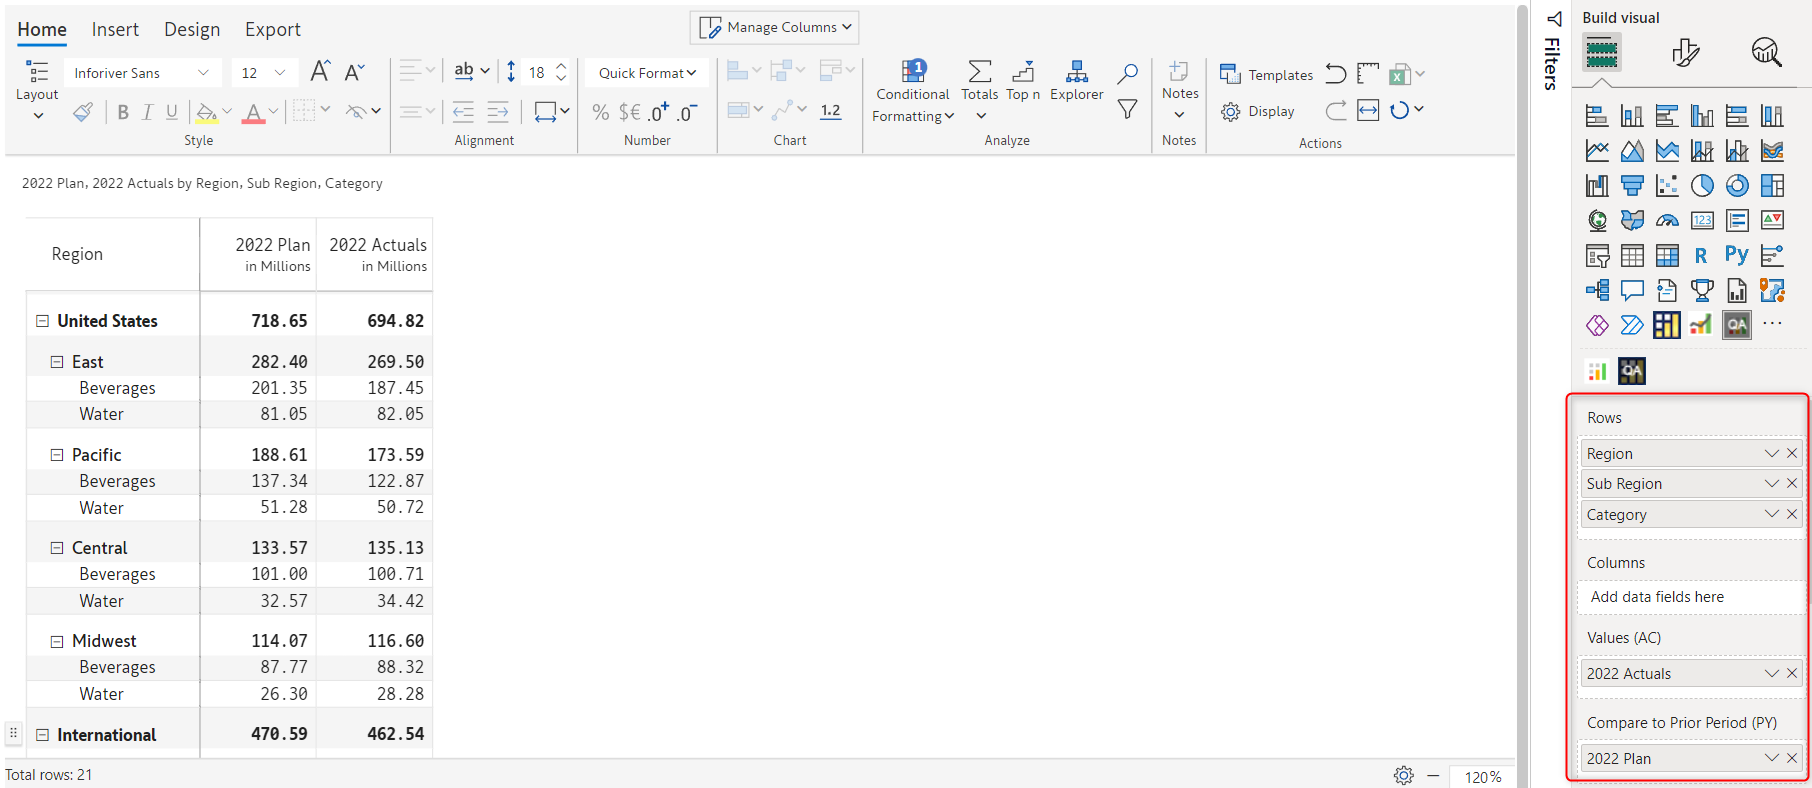 Home Insert Design Export
Manage Columns
Build visual
Filters
Layout
Inforiver Sans 12
ab
18
Quick Format
1
Conditional
Formatting
Totals Top n Explorer
Notes
Templates
Display
B I U A
% $€ .0+ .0-
1.2
Style Alignment Number Chart Analyze Notes Actions
2022 Plan, 2022 Actuals by Region, Sub Region, Category
Region 2022 Plan 2022 Actuals
in Millions in Millions
United States 718.65 694.82
East 282.40 269.50
Beverages 201.35 187.45
Water 81.05 82.05
Pacific 188.61 173.59
Beverages 137.34 122.87
Water 51.28 50.72
Central 133.57 135.13
Beverages 101.00 100.71
Water 32.57 34.42
Midwest 114.07 116.60
Beverages 87.77 88.32
Water 26.30 28.28
International 470.59 462.54
Total rows: 21
120%
123
R Py
QA
QA
Rows
Region
Sub Region
Category
Columns
Add data fields here
Values (AC)
2022 Actuals
Compare to Prior Period (PY)
2022 Plan